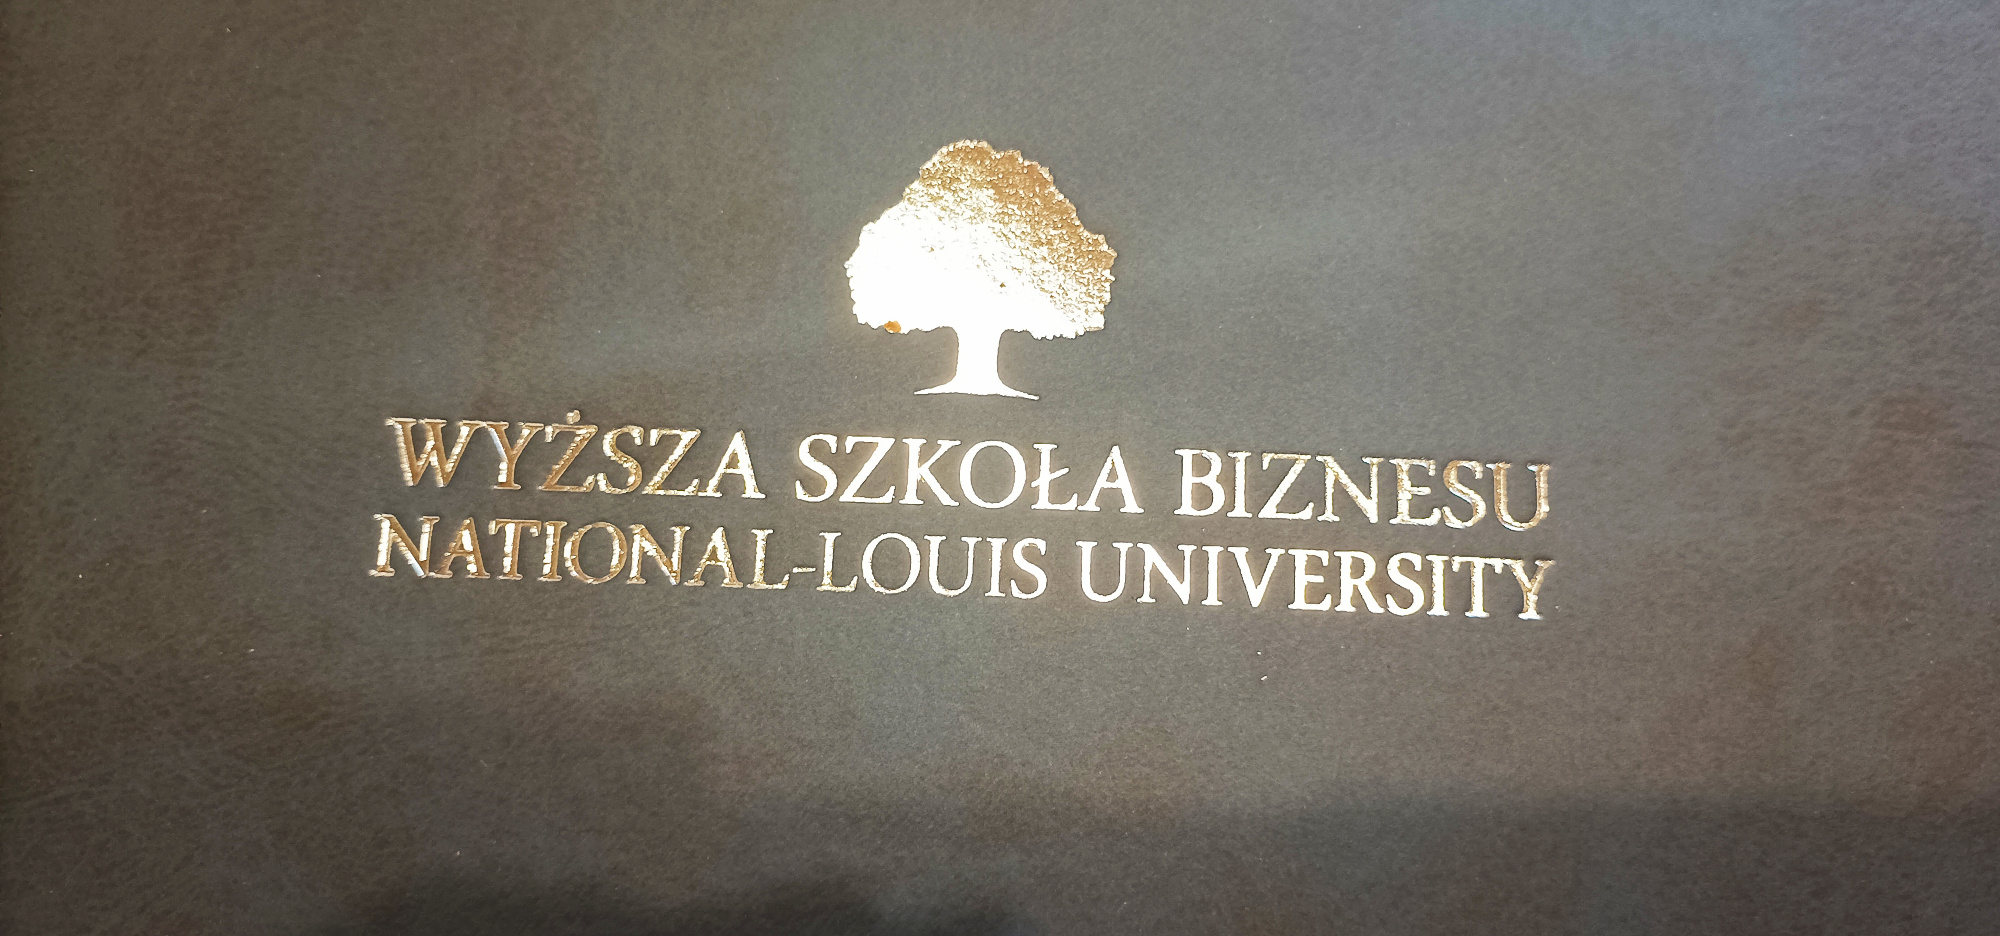 WYŻSZA SZKOŁA BIZNESU
NATIONAL-LOUIS UNIVERSITY